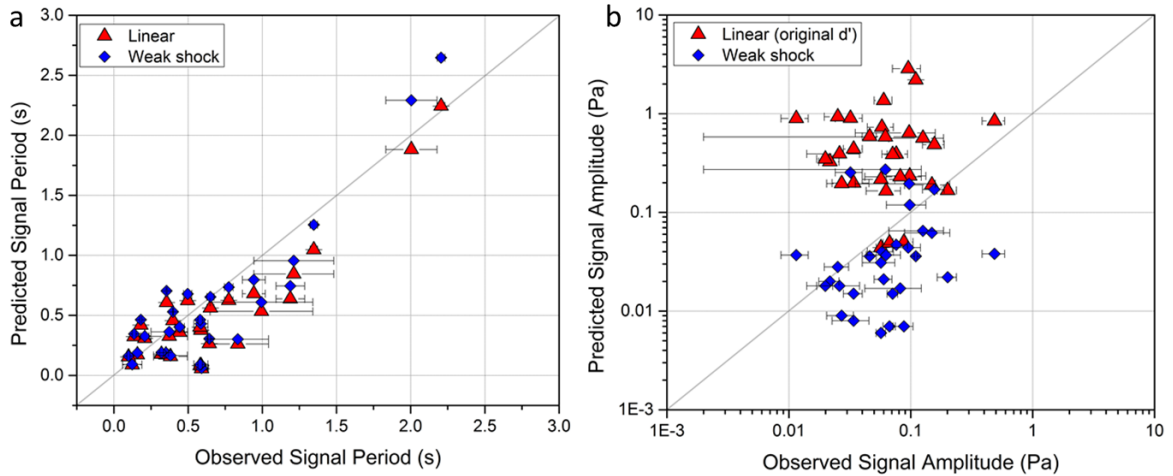 a
3.0
2.5
2.0
1.5
1.0
0.5
0.0
Predicted Signal Period (s)
Linear
Weak shock
0.0 0.5 1.0 1.5 2.0 2.5 3.0
Observed Signal Period (s)
b
10
1
0.1
0.01
1E-3
Predicted Signal Amplitude (Pa)
Linear (original d')
Weak shock
1E-3 0.01 0.1 1 10
Observed Signal Amplitude (Pa)